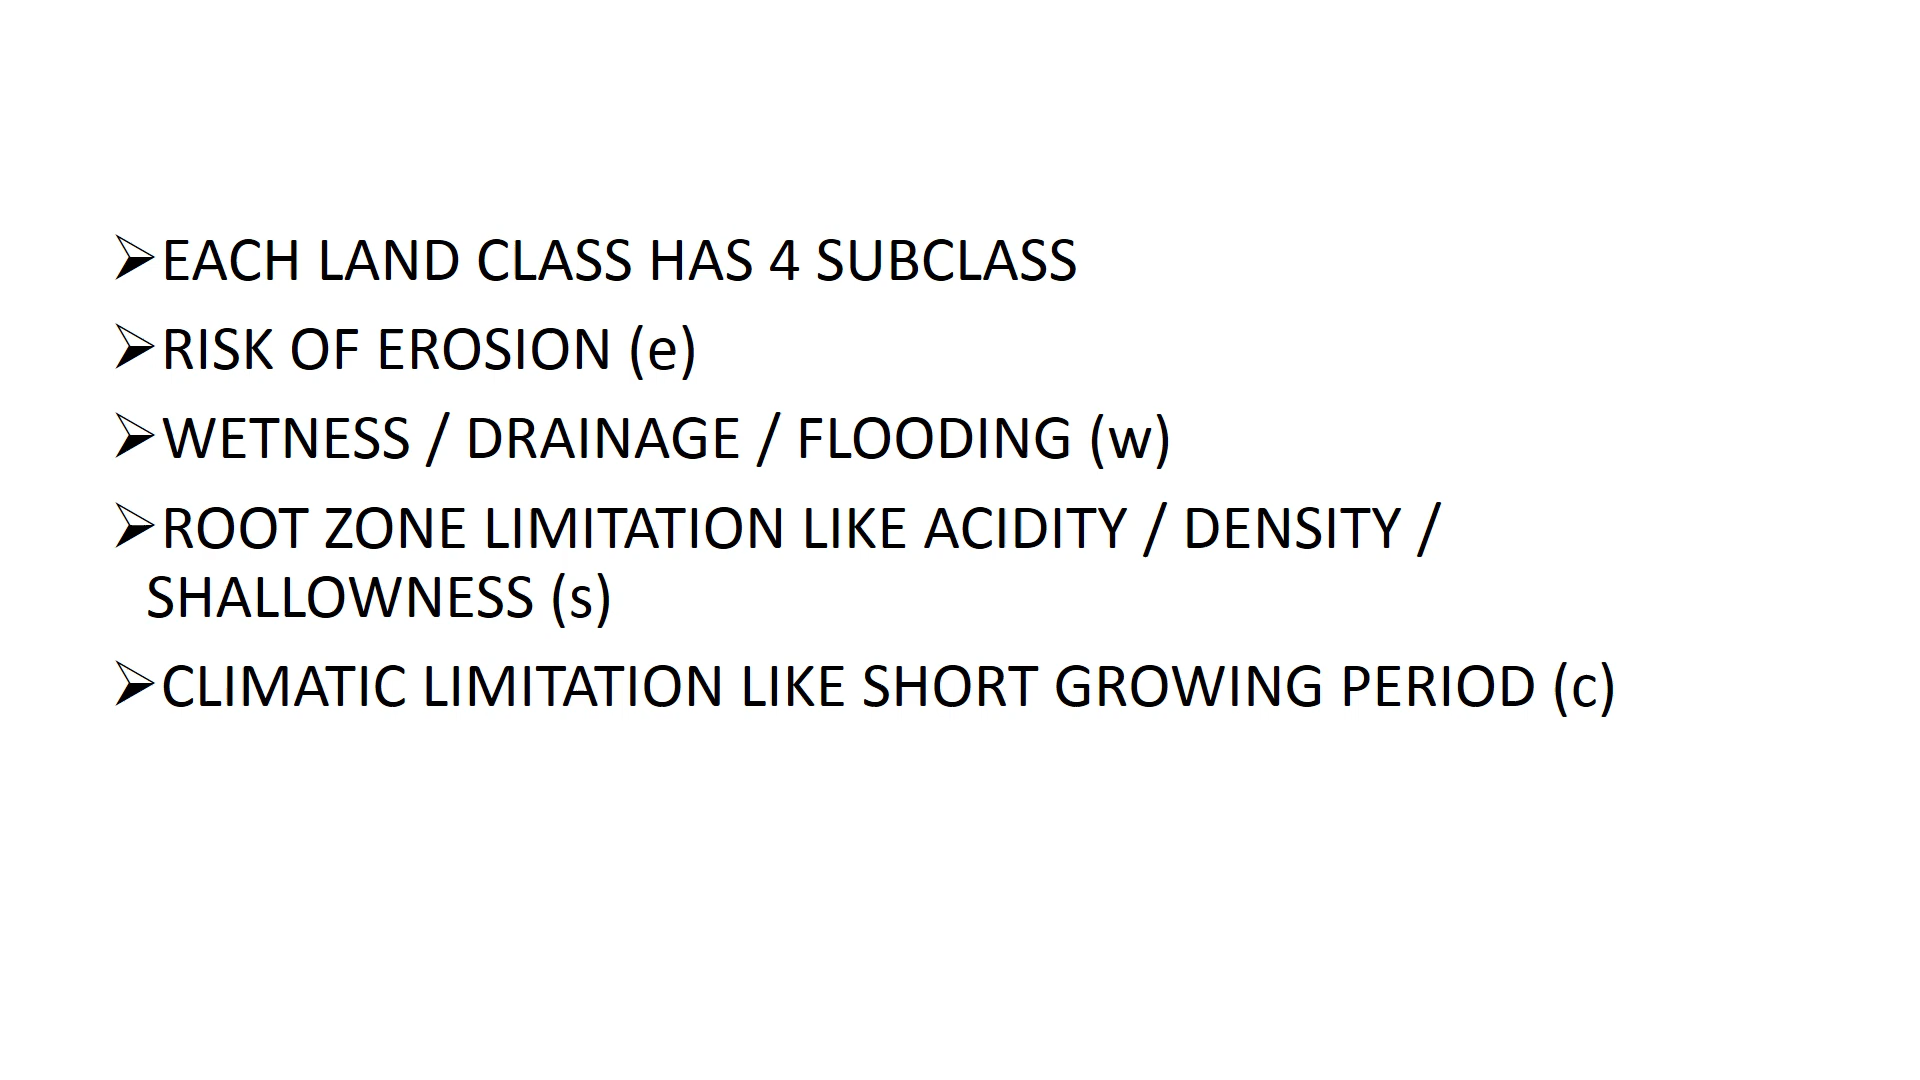 ➢EACH LAND CLASS HAS 4 SUBCLASS
➢RISK OF EROSION (e)
➢WETNESS / DRAINAGE / FLOODING (w)
➢ROOT ZONE LIMITATION LIKE ACIDITY / DENSITY /
SHALLOWNESS (s)
➢CLIMATIC LIMITATION LIKE SHORT GROWING PERIOD (c)